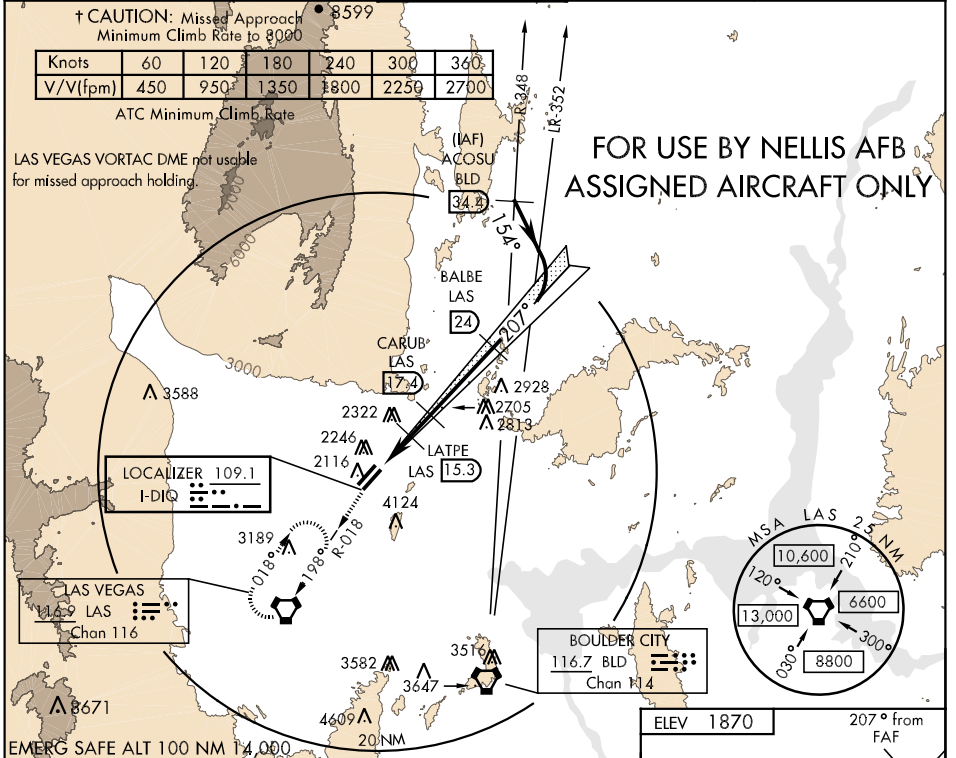 † CAUTION: Missed Approach
Minimum Climb Rate to 8000
Knots 60 120 180 240 300 360
V/V(fpm) 450 950 1350 1800 2250 2700
ATC Minimum Climb Rate
LAS VEGAS VORTAC DME not usable
for missed approach holding.
8599
R-348
LR-352
FOR USE BY NELLIS AFB
ASSIGNED AIRCRAFT ONLY
(IAF)
ACOSU
BLD
34.4
154°
6000
BALBE
LAS
24
207°
CARUB
LAS
17.4
3000
3588
2928
2705
2813
2322
2246
2116
LATPE
LAS 15.3
LOCALIZER 109.1
I-DIQ
4124
R-018
3189
018°
198°
LAS VEGAS
116.9 LAS
Chan 116
MSA LAS 25 NM
10,600
210°
120°
13,000
6600
300°
030°
8800
BOULDER CITY
116.7 BLD
Chan 114
3516
3582
3647
8671
4609
20 NM
EMERG SAFE ALT 100 NM 14,000
ELEV 1870
207° from
FAF